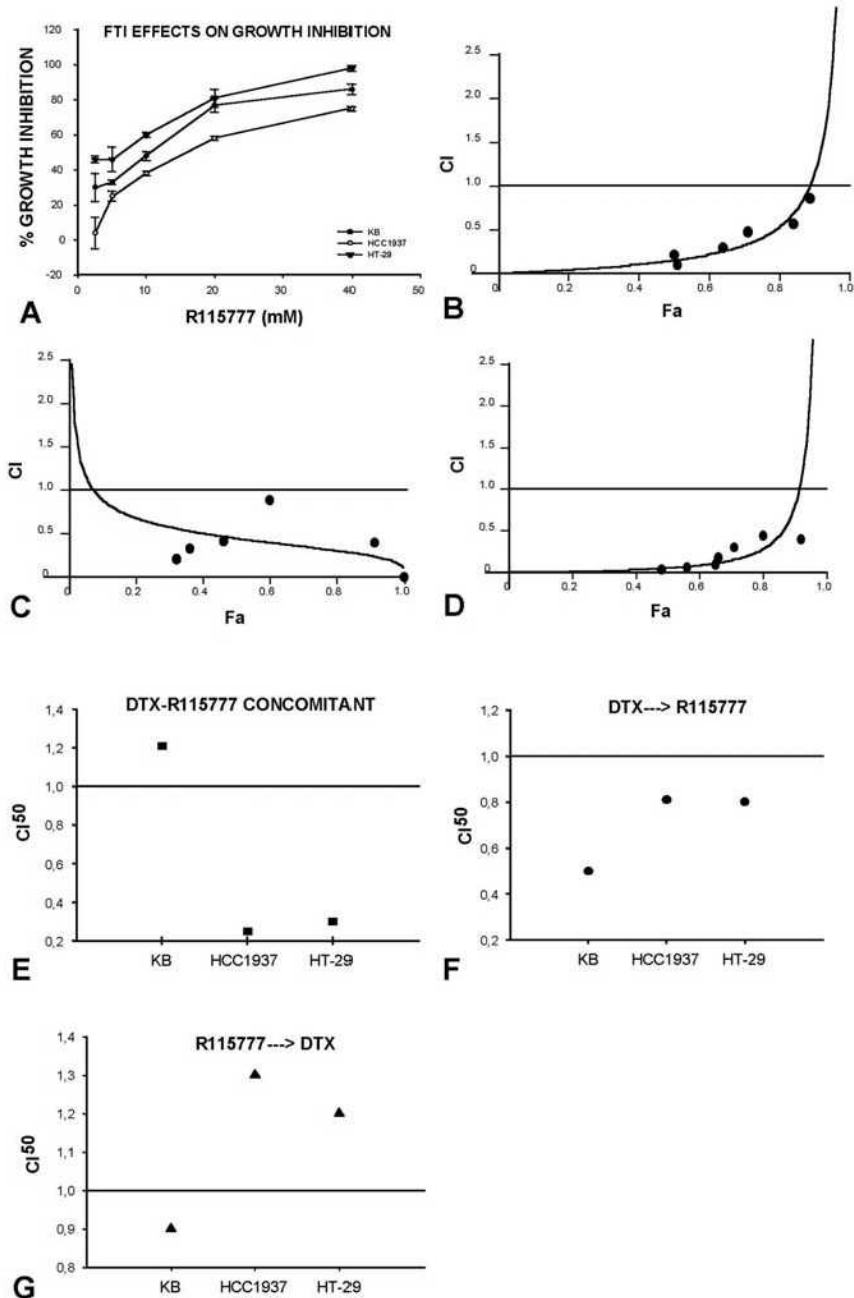 FTI EFFECTS ON GROWTH INHIBITION
% GROWTH INHIBITION
120
100
80
60
40
20
0
-20
0
10
20
30
40
50
KB
HCC1937
HT-29
R115777 (mM)
A
CI
2.5
2.0
1.5
1.0
0.5
0
0
0.2
0.4
0.6
0.8
1.0
Fa
B
CI
2.5
2.0
1.5
1.0
0.5
0
0
0.2
0.4
0.6
0.8
1.0
Fa
C
CI
2.5
2.0
1.5
1.0
0.5
0
0
0.2
0.4
0.6
0.8
1.0
Fa
D
DTX-R115777 CONCOMITANT
CI50
1,4
1,2
1,0
0,8
0,6
0,4
0,2
KB
HCC1937
HT-29
E
DTX---> R115777
CI50
1,2
1,0
0,8
0,6
0,4
0,2
KB
HCC1937
HT-29
F
R115777---> DTX
CI50
1,4
1,3
1,2
1,1
1,0
0,9
0,8
KB
HCC1937
HT-29
G